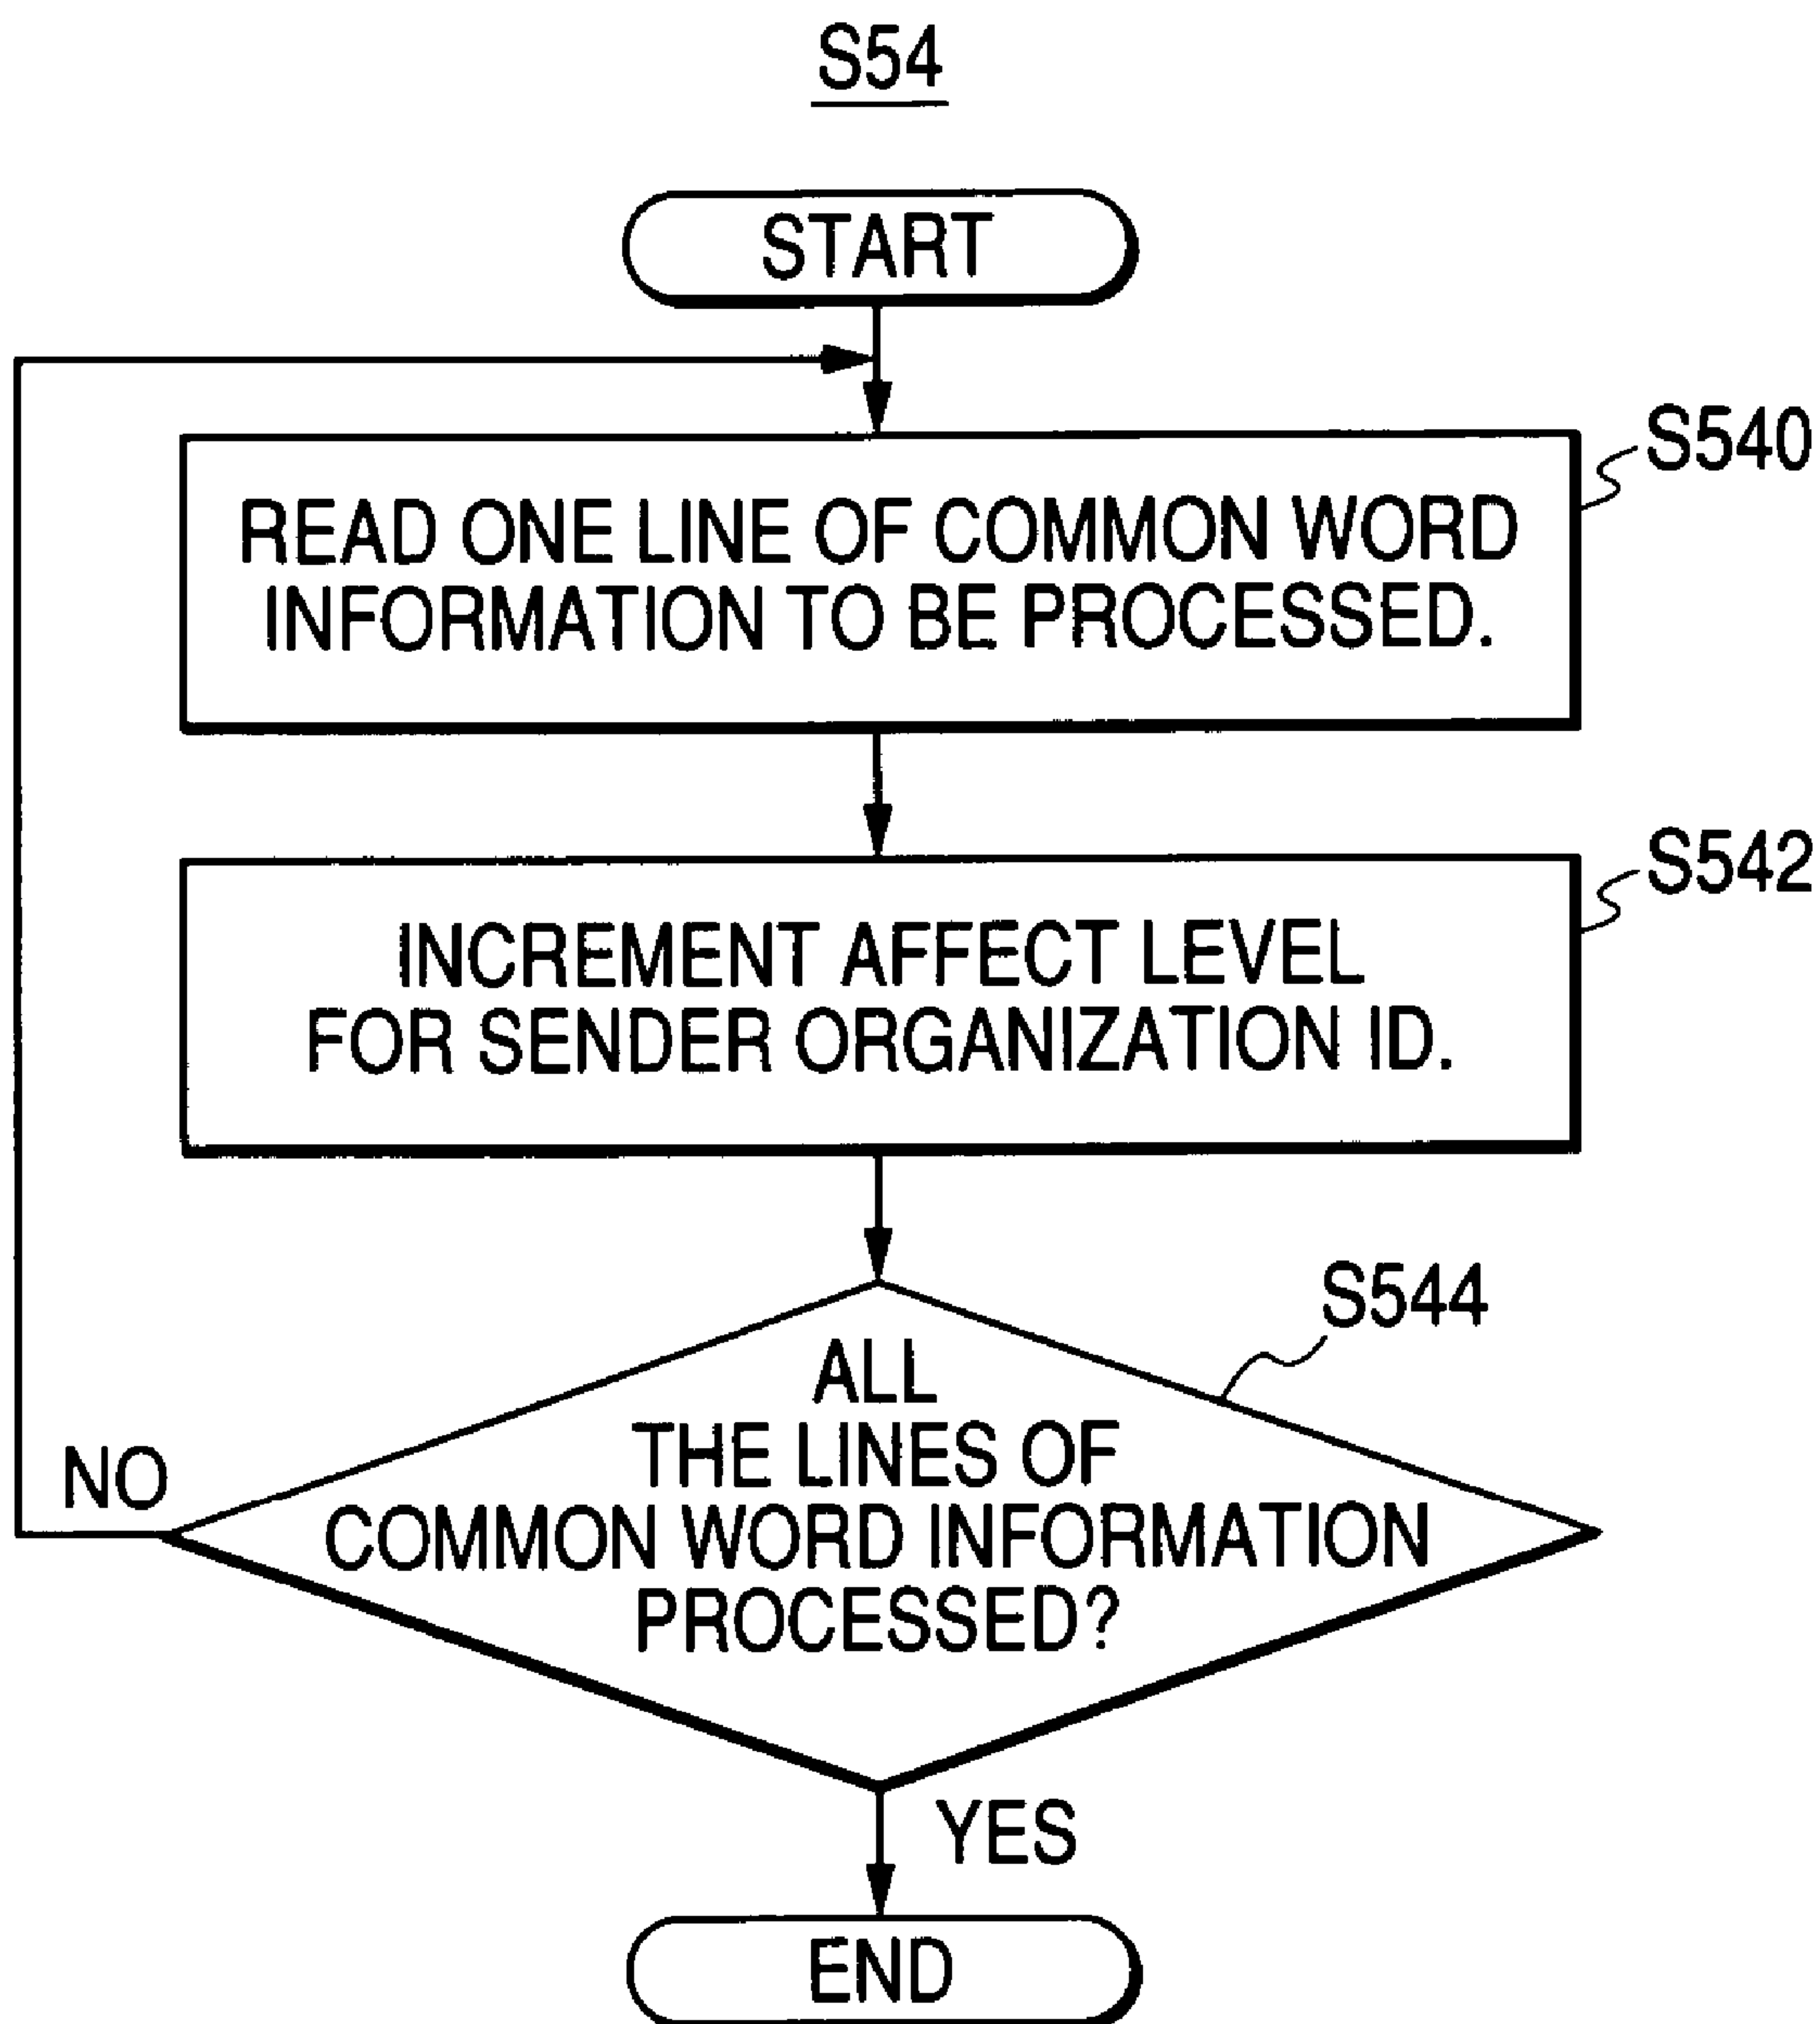 S54
START
S540
READ ONE LINE OF COMMON WORD
INFORMATION TO BE PROCESSED.
S542
INCREMENT AFFECT LEVEL
FOR SENDER ORGANIZATION ID.
S544
ALL
THE LINES OF
COMMON WORD INFORMATION
PROCESSED?
NO
YES
END